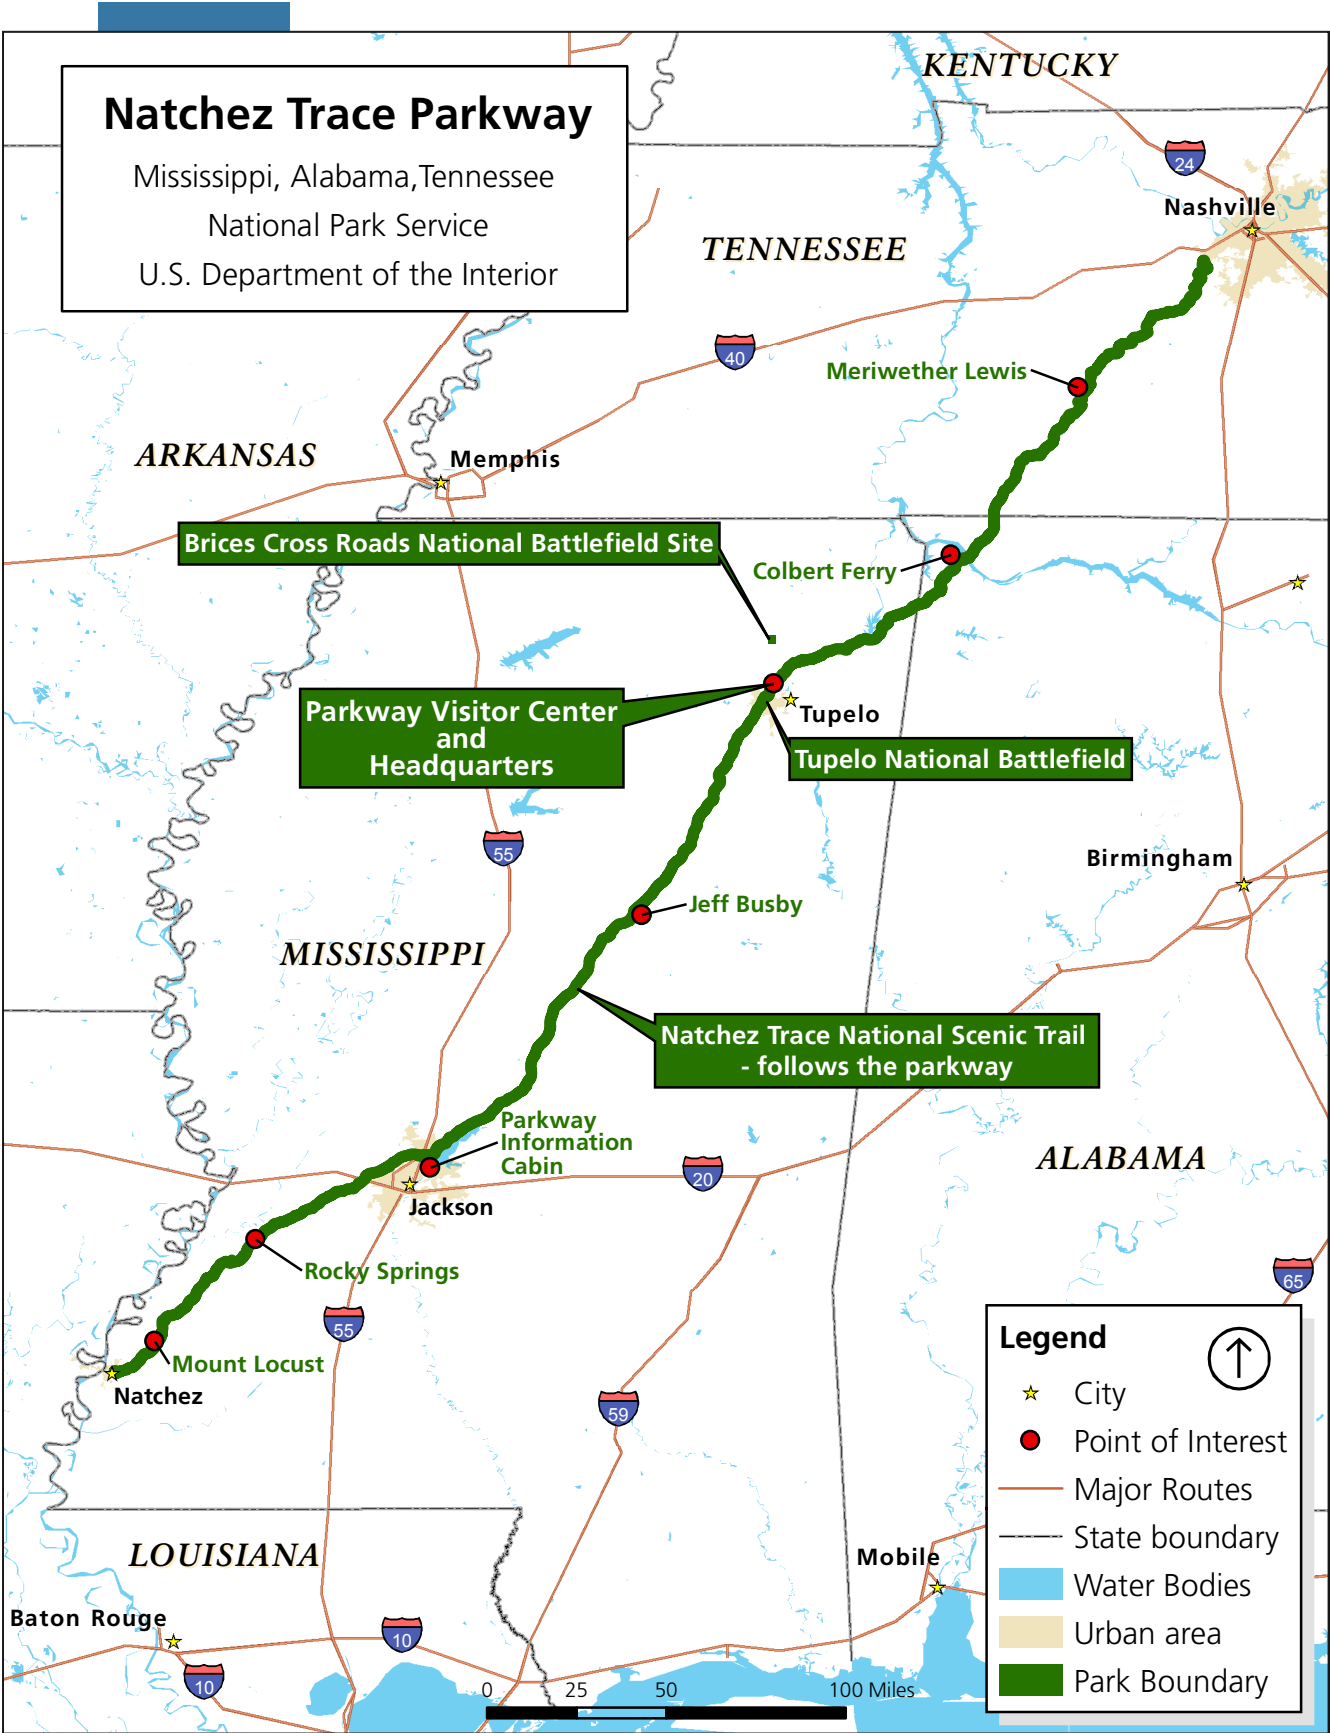 Natchez Trace Parkway
Mississippi, Alabama,Tennessee
National Park Service
U.S. Department of the Interior
KENTUCKY
24
Nashville
TENNESSEE
40
Meriwether Lewis
ARKANSAS
Memphis
Brices Cross Roads National Battlefield Site
Colbert Ferry
Parkway Visitor Center
and
Headquarters
Tupelo
Tupelo National Battlefield
55
Birmingham
Jeff Busby
MISSISSIPPI
Natchez Trace National Scenic Trail
- follows the parkway
Parkway
Information
Cabin
ALABAMA
20
Jackson
Rocky Springs
65
55
Mount Locust
Natchez
59
Legend
City
Point of Interest
Major Routes
State boundary
Water Bodies
Urban area
Park Boundary
LOUISIANA
Mobile
Baton Rouge
10
10
0 25 50 100 Miles